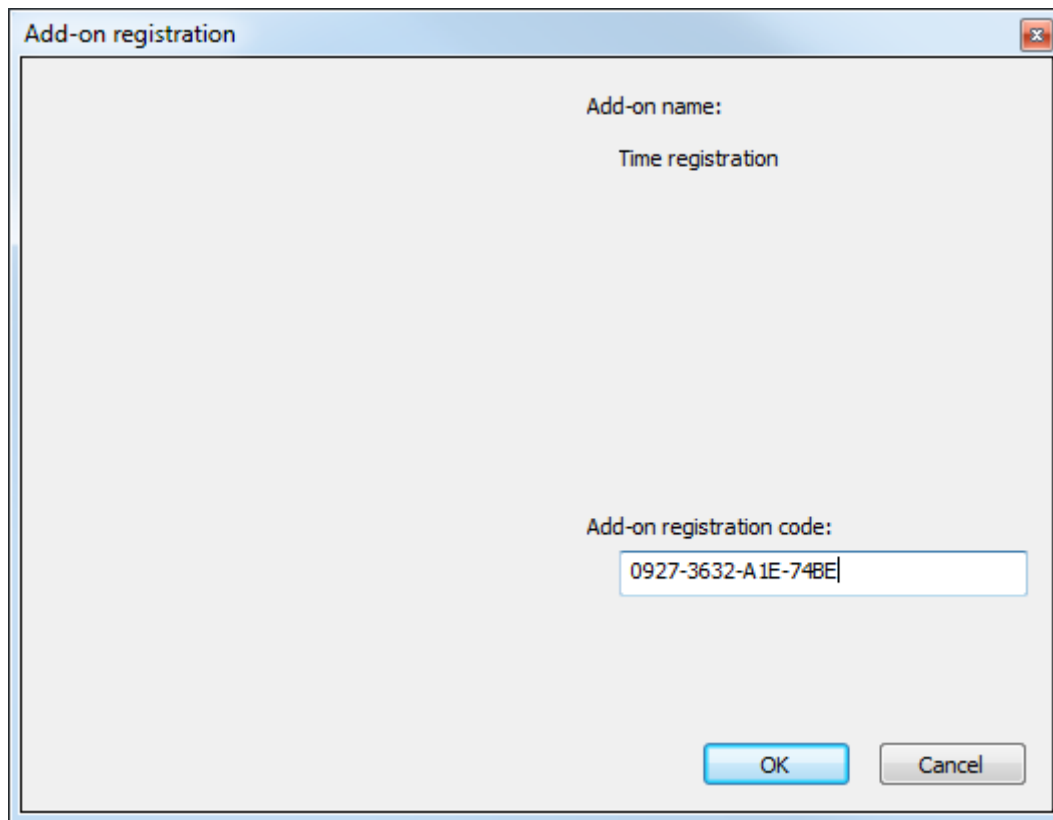 Add-on registration
Add-on name:
Time registration
Add-on registration code:
0927-3632-A1E-74BE
OK
Cancel